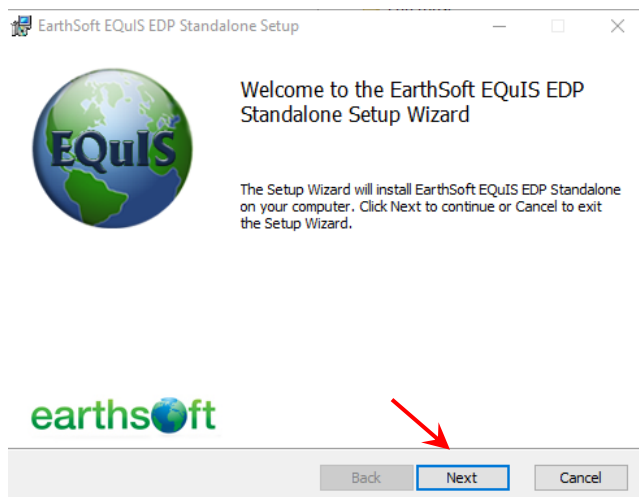 EarthSoft EQuIS EDP Standalone Setup
EQuIS
Welcome to the EarthSoft EQuIS EDP
Standalone Setup Wizard
The Setup Wizard will install EarthSoft EQuIS EDP Standalone
on your computer. Click Next to continue or Cancel to exit
the Setup Wizard.
earthsoft
Back Next Cancel